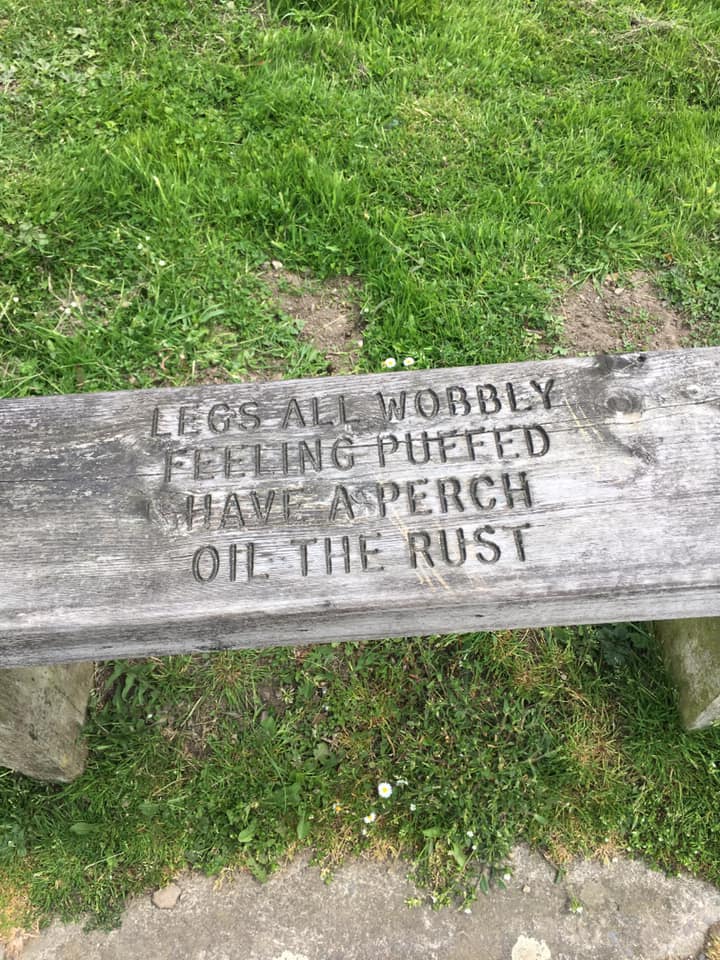 LEGS ALL WOBBLY
FEELING PUFFED
HAVE A PERCH
OIL THE RUST